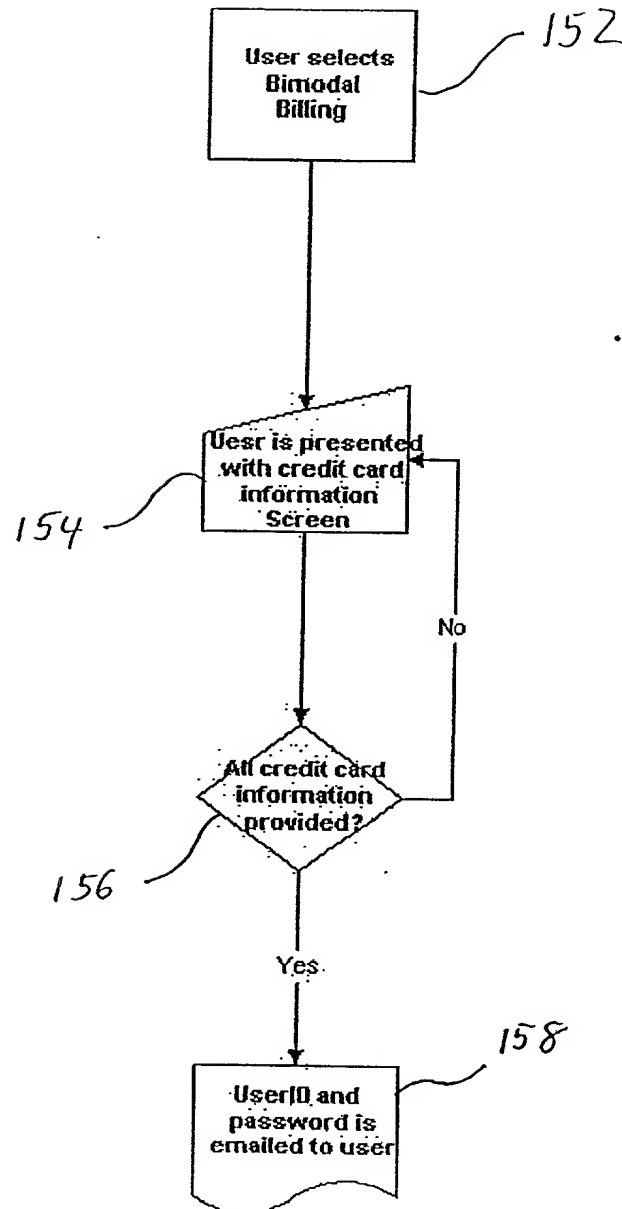 152
User selects
Bimodal
Billing
Uesr is presented
with credit card
information
Screen
154
No
All credit card
information
provided?
156
Yes
158
UserID and
password is
emailed to user